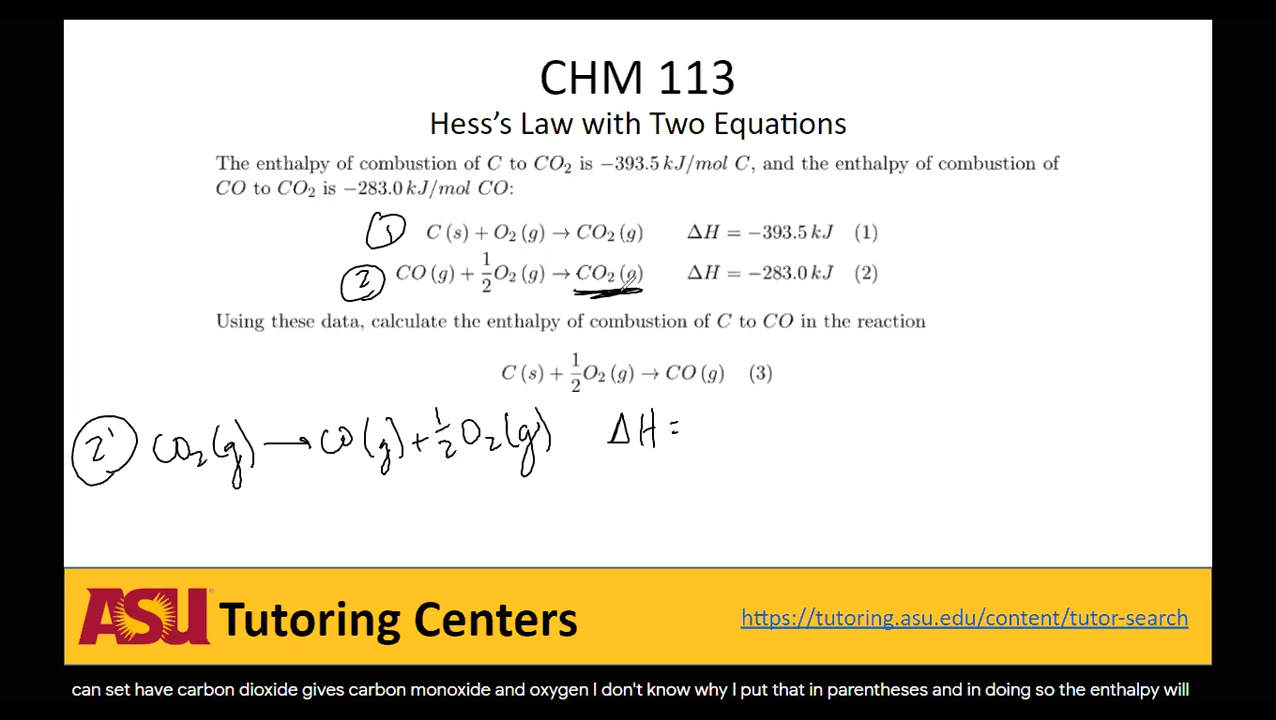 CHM 113
Hess's Law with Two Equations
The enthalpy of combustion of C to CO₂ is −393.5 kJ/mol C, and the enthalpy of combustion of
CO to CO₂ is −283.0 kJ/mol CO:
① C (s) + O₂ (g) → CO₂ (g) ΔH = −393.5 kJ (1)
② CO (g) + 1/2 O₂ (g) → CO₂ (g) ΔH = −283.0 kJ (2)
Using these data, calculate the enthalpy of combustion of C to CO in the reaction
C (s) + 1/2 O₂ (g) → CO (g) (3)
2' CO₂(g) → CO(g) + 1/2 O₂(g) ΔH =
ASU Tutoring Centers https://tutoring.asu.edu/content/tutor-search
can set have carbon dioxide gives carbon monoxide and oxygen I don't know why I put that in parentheses and in doing so the enthalpy will